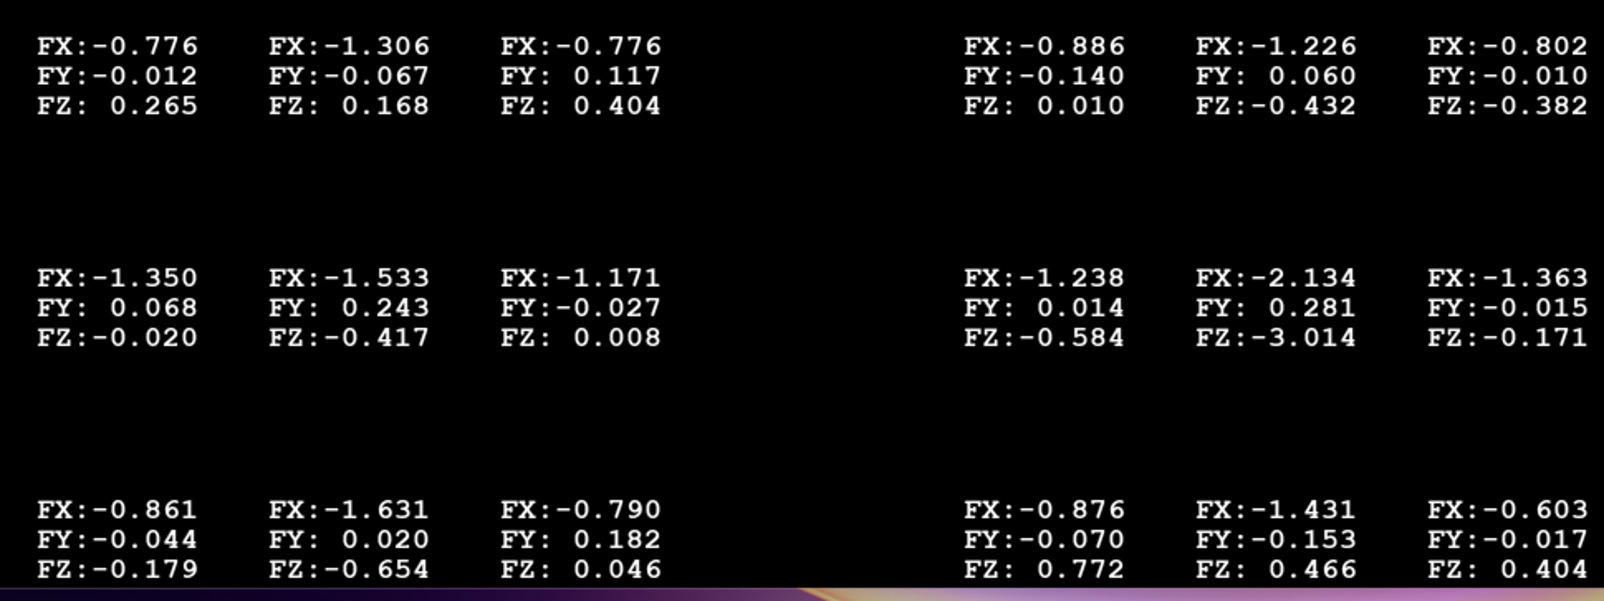 FX:-0.776 FX:-1.306 FX:-0.776 FX:-0.886 FX:-1.226 FX:-0.802
FY:-0.012 FY:-0.067 FY: 0.117 FY:-0.140 FY: 0.060 FY:-0.010
FZ: 0.265 FZ: 0.168 FZ: 0.404 FZ: 0.010 FZ:-0.432 FZ:-0.382
FX:-1.350 FX:-1.533 FX:-1.171 FX:-1.238 FX:-2.134 FX:-1.363
FY: 0.068 FY: 0.243 FY:-0.027 FY: 0.014 FY: 0.281 FY:-0.015
FZ:-0.020 FZ:-0.417 FZ: 0.008 FZ:-0.584 FZ:-3.014 FZ:-0.171
FX:-0.861 FX:-1.631 FX:-0.790 FX:-0.876 FX:-1.431 FX:-0.603
FY:-0.044 FY: 0.020 FY: 0.182 FY:-0.070 FY:-0.153 FY:-0.017
FZ:-0.179 FZ:-0.654 FZ: 0.046 FZ: 0.772 FZ: 0.466 FZ: 0.404